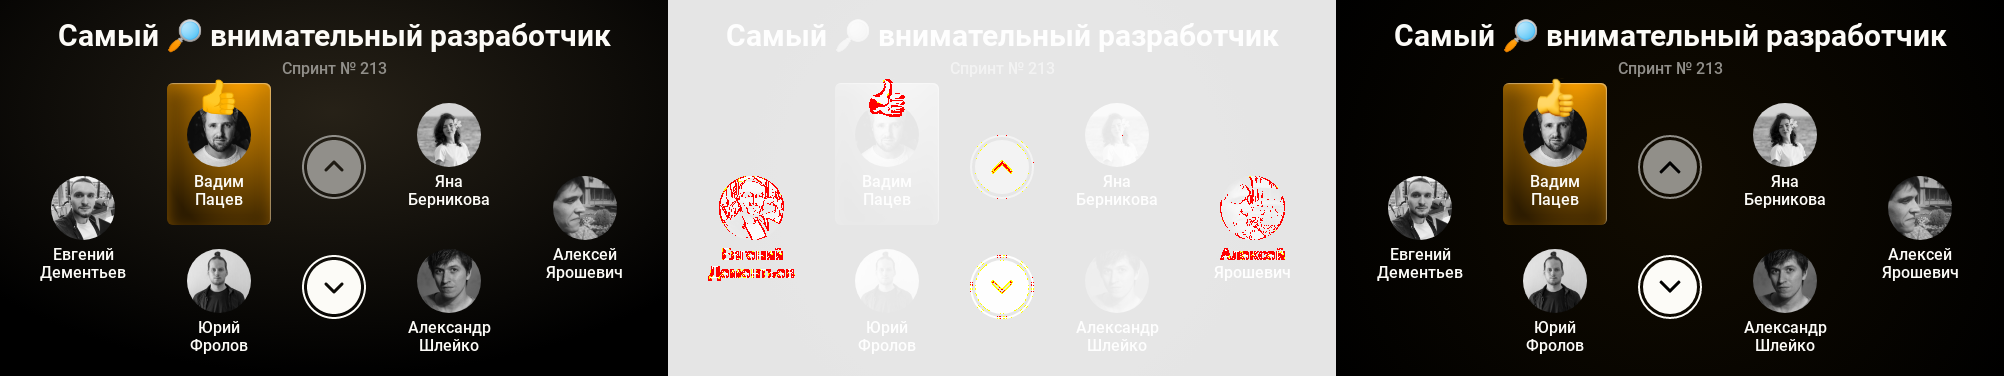 Самый внимательный разработчик
Спринт № 213
Вадим
Пацев
Яна
Берникова
Евгений
Дементьев
Алексей
Ярошевич
Юрий
Фролов
Александр
Шлейко
Самый внимательный разработчик
Спринт № 213
Вадим
Пацев
Яна
Берникова
Евгений
Дементьев
Алексей
Ярошевич
Юрий
Фролов
Александр
Шлейко
Самый внимательный разработчик
Спринт № 213
Вадим
Пацев
Яна
Берникова
Евгений
Дементьев
Алексей
Ярошевич
Юрий
Фролов
Александр
Шлейко